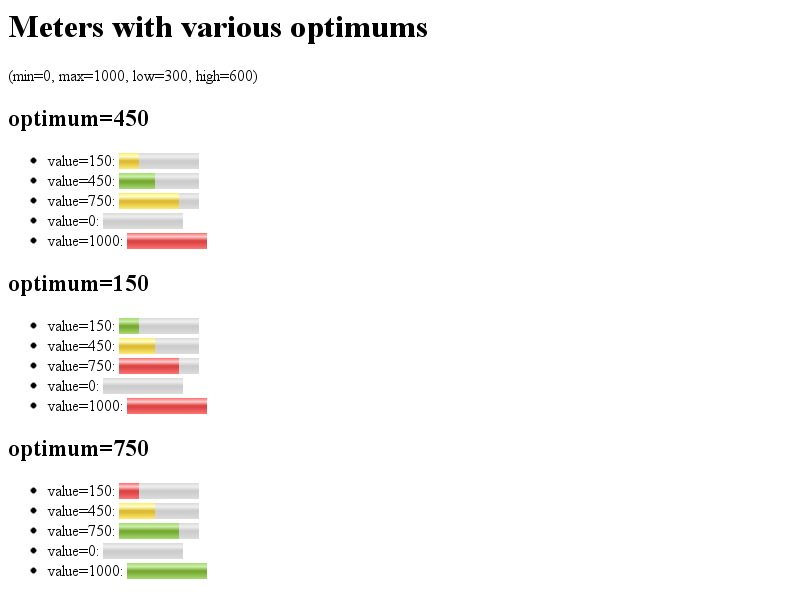 Meters with various optimums
(min=0, max=1000, low=300, high=600)
optimum=450
value=150:
value=450:
value=750:
value=0:
value=1000:
optimum=150
value=150:
value=450:
value=750:
value=0:
value=1000:
optimum=750
value=150:
value=450:
value=750:
value=0:
value=1000: